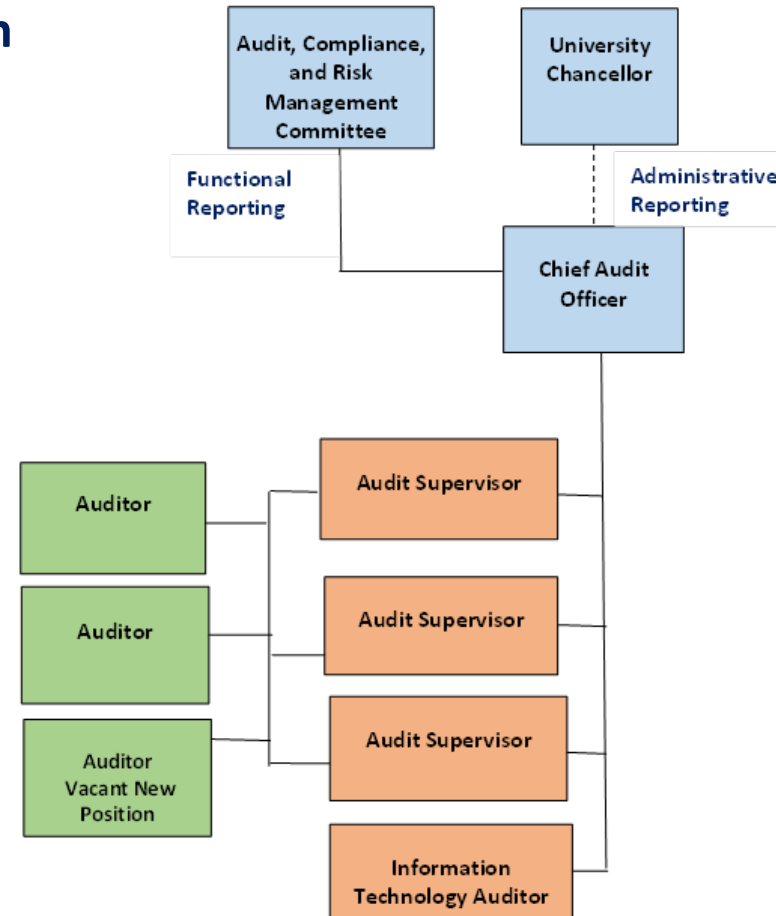 n
Audit, Compliance,
and Risk
Management
Committee
University
Chancellor
Functional
Reporting
Administrative
Reporting
Chief Audit
Officer
Audit Supervisor
Auditor
Audit Supervisor
Auditor
Audit Supervisor
Auditor
Vacant New
Position
Information
Technology Auditor